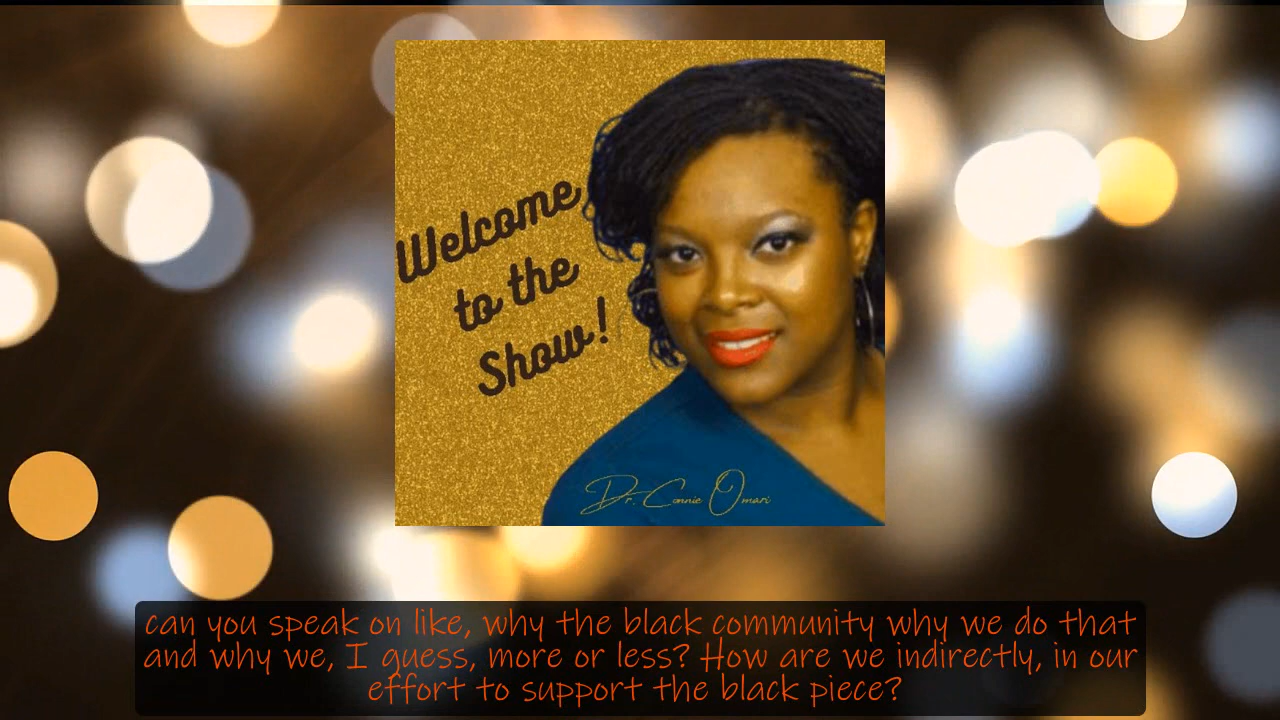 Welcome
to the
Show!
Dr. Connie Omari
can you speak on like, why the black community why we do that
and why we, I guess, more or less? How are we indirectly, in our
effort to support the black piece?